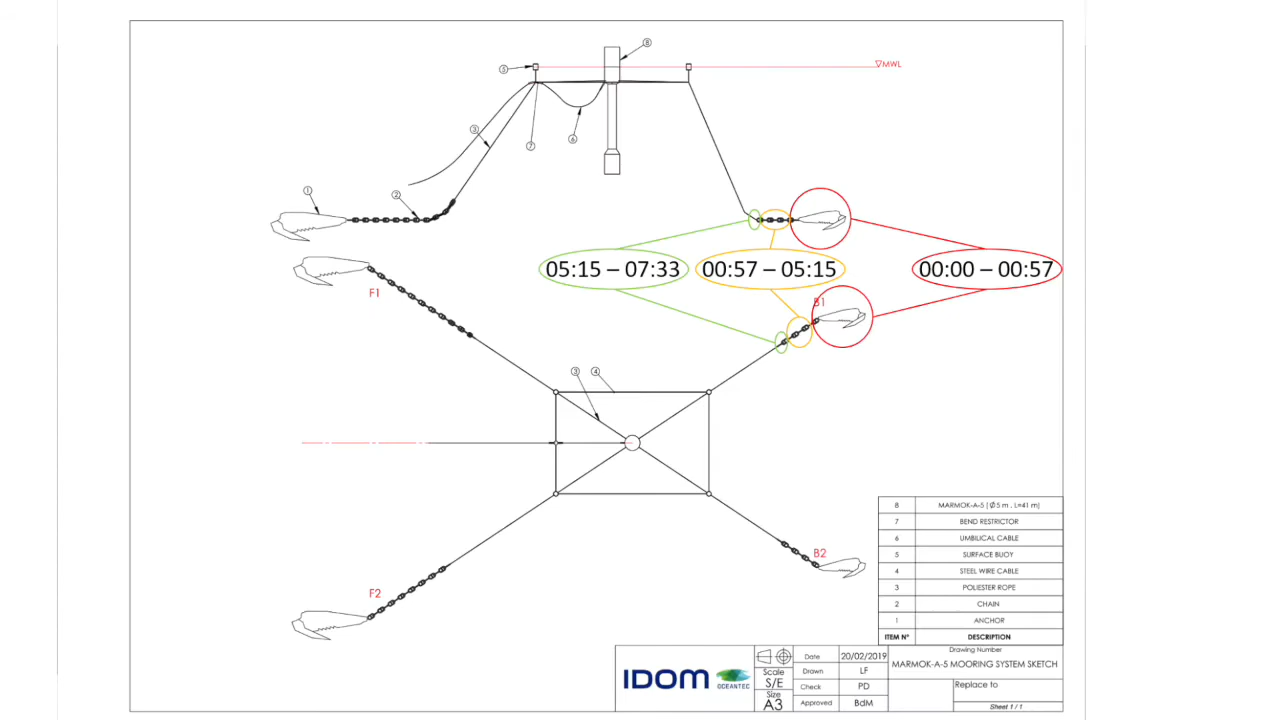 8
MWL
5
3
6
7
1
2
05:15 – 07:33
00:57 – 05:15
00:00 – 00:57
F1
B1
3
4
B2
F2
8 MARMOK-A-5 (Ø5 m , L=41 m)
7 BEND RESTRICTOR
6 UMBILICAL CABLE
5 SURFACE BUOY
4 STEEL WIRE CABLE
3 POLIESTER ROPE
2 CHAIN
1 ANCHOR
ITEM Nº DESCRIPTION
IDOM OCEANTEC
Scale
S/E
Size
A3
Date 20/02/2019
Drawn LF
Check PD
Approved BdM
Drawing Number
MARMOK-A-5 MOORING SYSTEM SKETCH
Replace to
Sheet 1 / 1